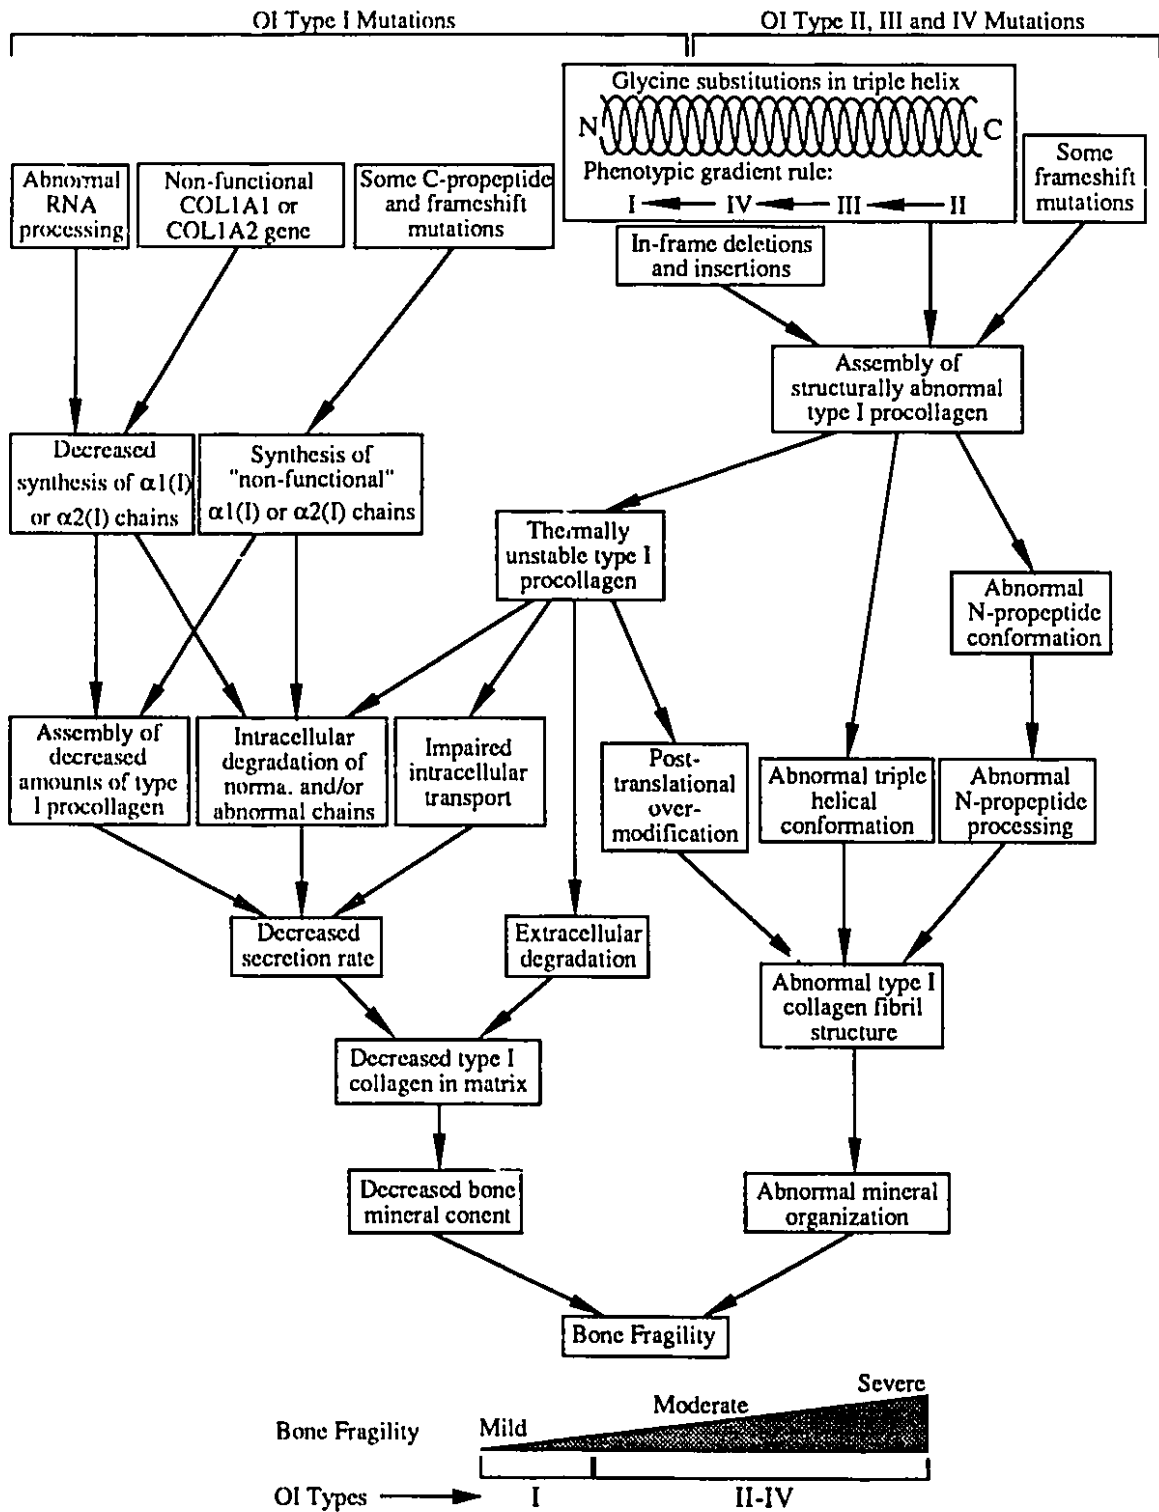 OI Type I Mutations
OI Type II, III and IV Mutations
Glycine substitutions in triple helix
N
C
Phenotypic gradient rule:
I
IV
III
II
Abnormal
RNA
processing
Non-functional
COL1A1 or
COL1A2 gene
Some C-propeptide
and frameshift
mutations
Some
frameshift
mutations
In-frame deletions
and insertions
Assembly of
structurally abnormal
type I procollagen
Decreased
synthesis of α1(I)
or α2(I) chains
Synthesis of
"non-functional"
α1(I) or α2(I) chains
Thermally
unstable type I
procollagen
Abnormal
N-propeptide
conformation
Assembly of
decreased
amounts of type
I procollagen
Intracellular
degradation of
norma. and/or
abnormal chains
Impaired
intracellular
transport
Post-
translational
over-
modification
Abnormal triple
helical
conformation
Abnormal
N-propeptide
processing
Decreased
secretion rate
Extracellular
degradation
Abnormal type I
collagen fibril
structure
Decreased type I
collagen in matrix
Decreased bone
mineral conent
Abnormal mineral
organization
Bone Fragility
Severe
Moderate
Bone Fragility
Mild
OI Types
I
II-IV